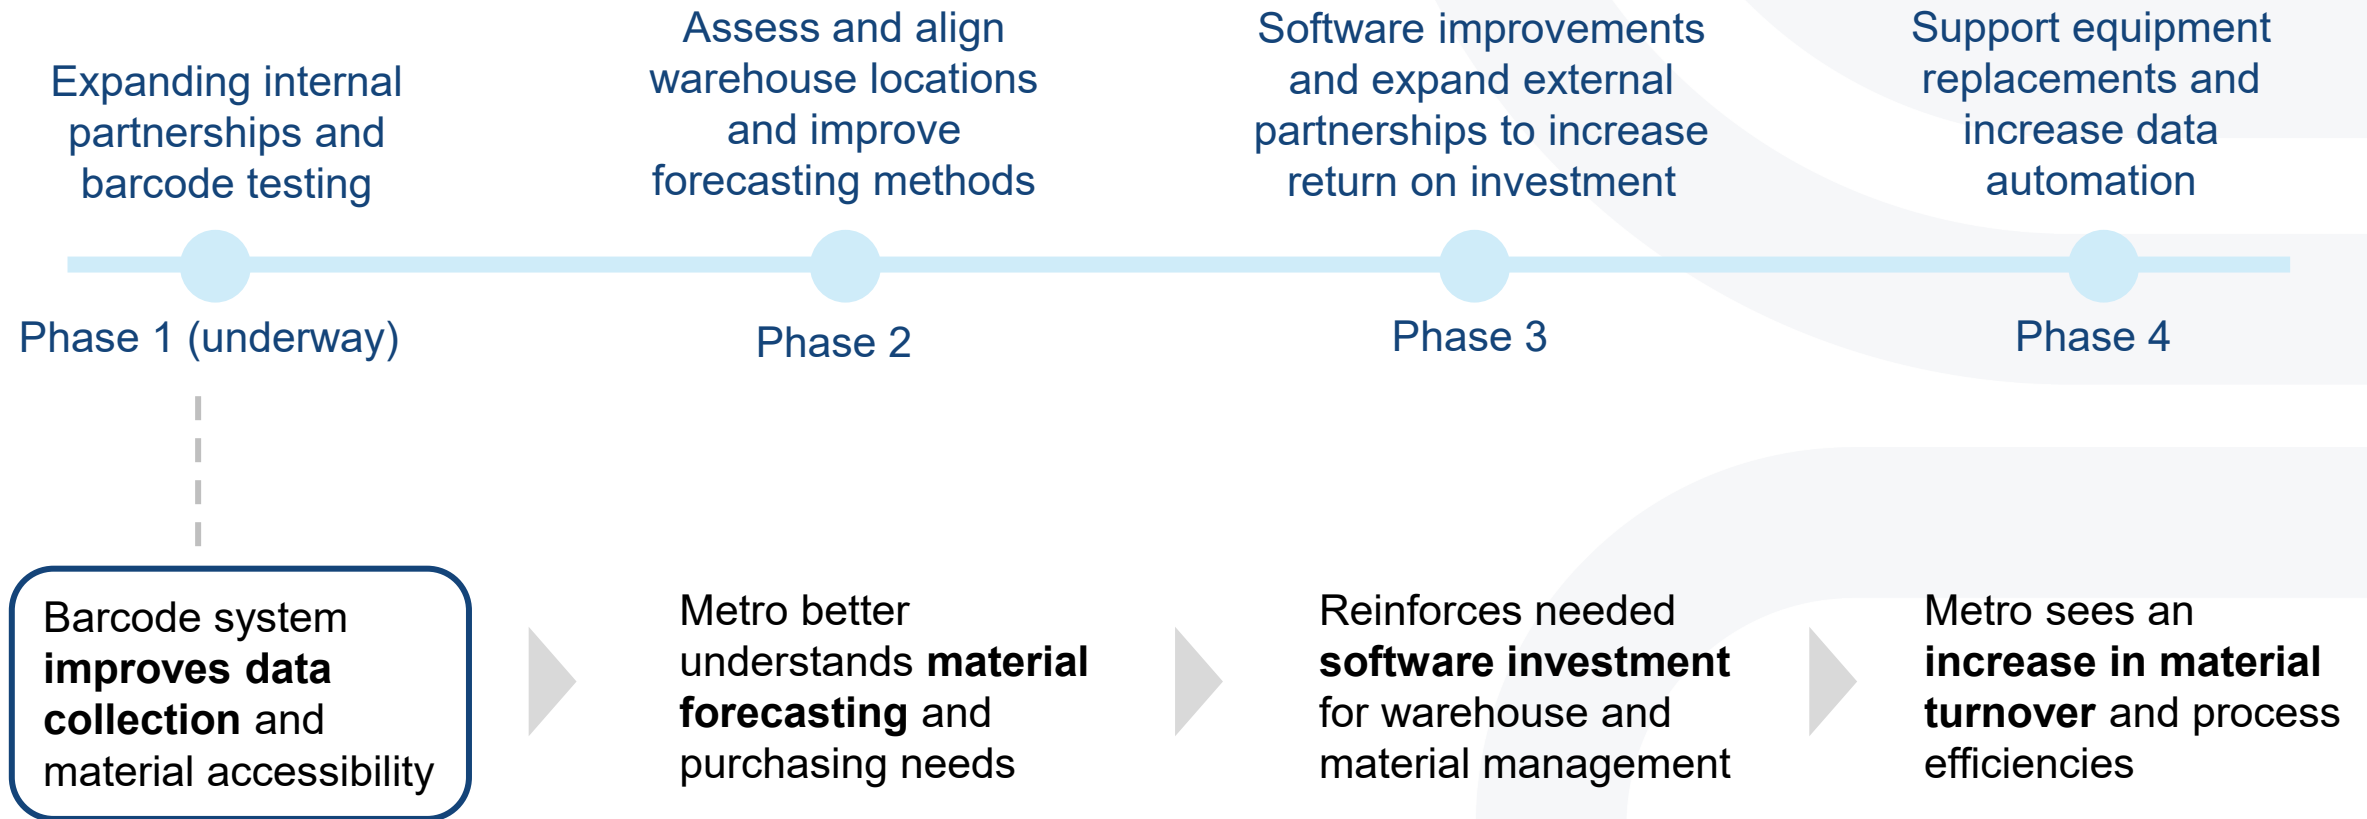 Expanding internal
partnerships and
barcode testing
Assess and align
warehouse locations
and improve
forecasting methods
Software improvements
and expand external
partnerships to increase
return on investment
Support equipment
replacements and
increase data
automation
Phase 1 (underway)
Phase 2
Phase 3
Phase 4
Barcode system
improves data
collection and
material accessibility
Metro better
understands material
forecasting and
purchasing needs
Reinforces needed
software investment
for warehouse and
material management
Metro sees an
increase in material
turnover and process
efficiencies